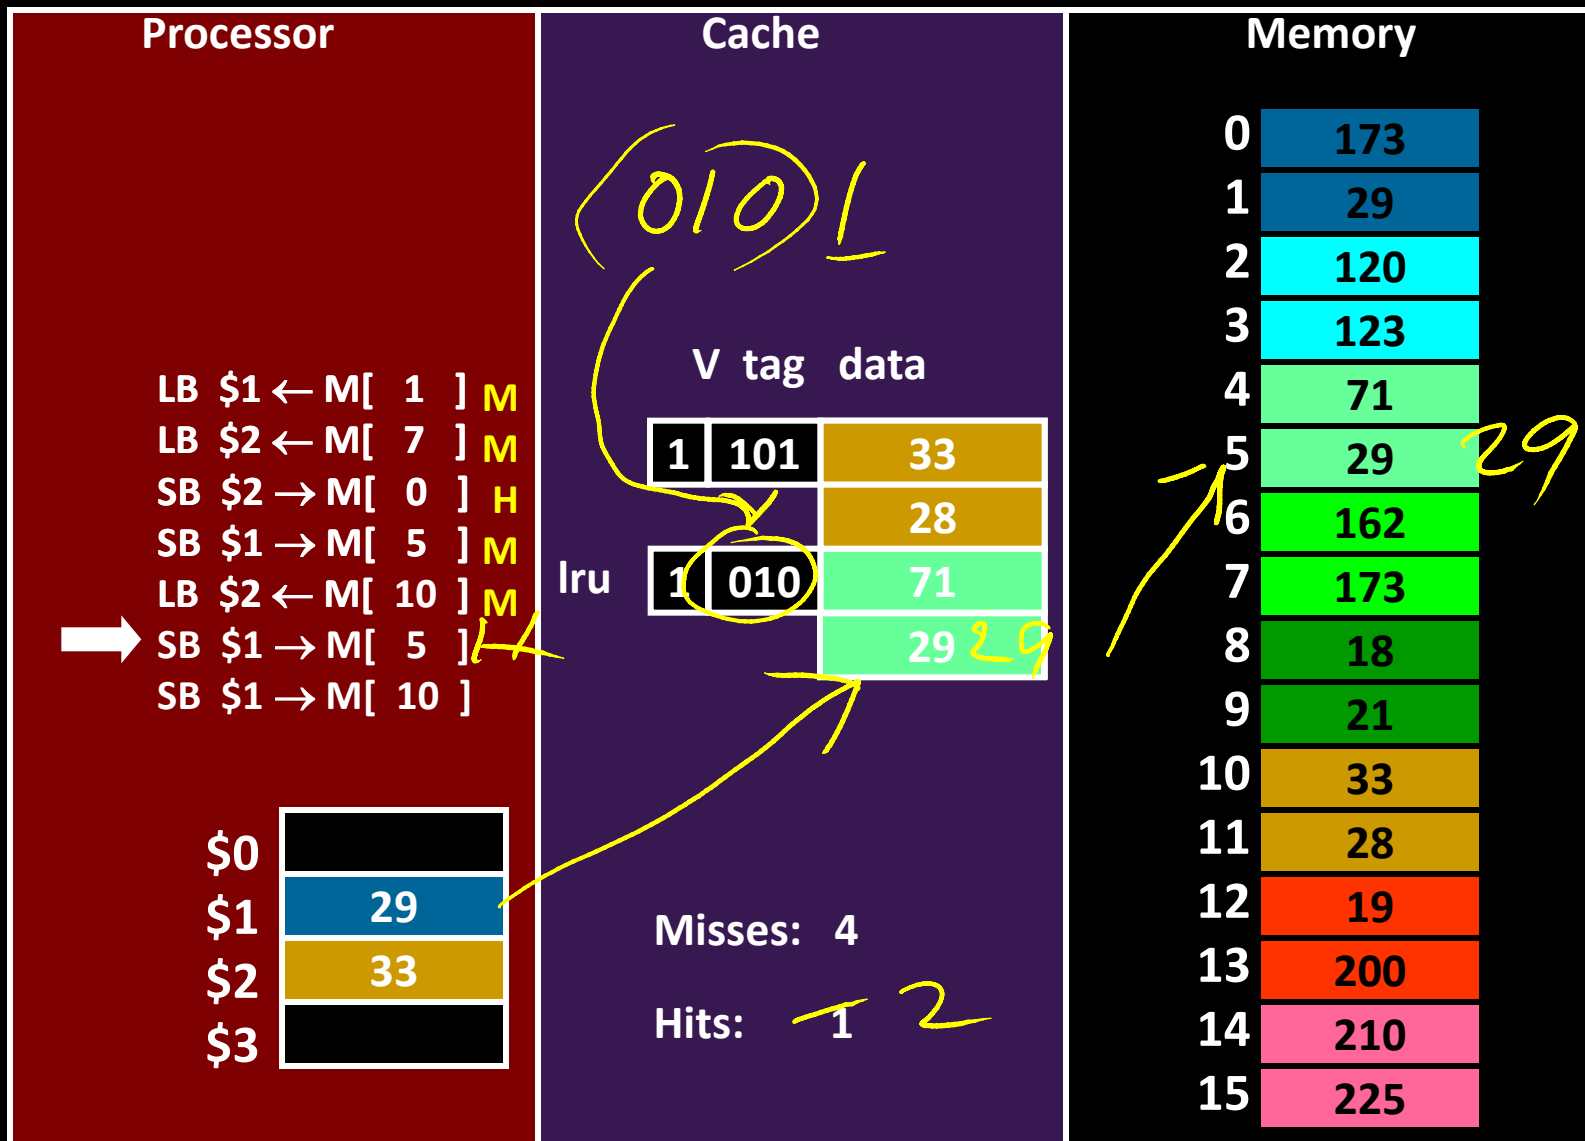 Processor
LB $1 ← M[ 1 ] M
LB $2 ← M[ 7 ] M
SB $2 → M[ 0 ] H
SB $1 → M[ 5 ] M
LB $2 ← M[ 10 ] M
SB $1 → M[ 5 ] H
SB $1 → M[ 10 ]
$0
$1 29
$2 33
$3
Cache
0101
V tag data
1 101 33
28
lru 1 010 71
29 29
Misses: 4
Hits: 1 2
Memory
0 173
1 29
2 120
3 123
4 71
5 29 29
6 162
7 173
8 18
9 21
10 33
11 28
12 19
13 200
14 210
15 225